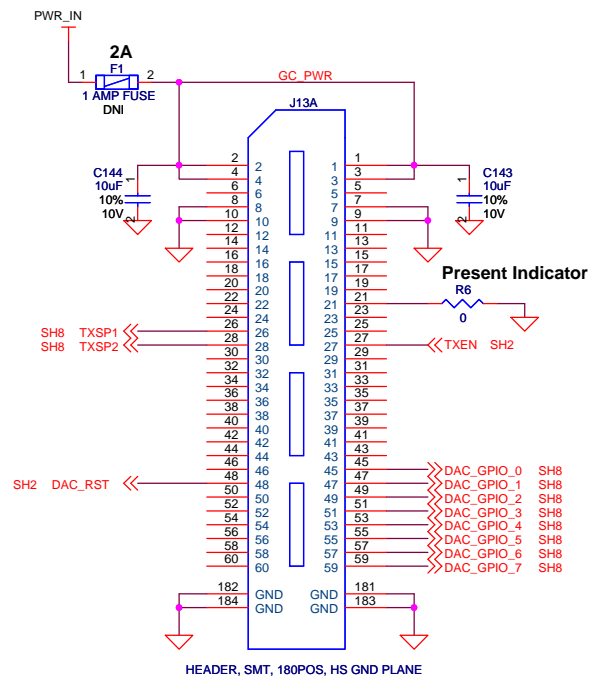 PWR_IN
2A
F1
1 2
1 AMP FUSE
DNI
GC_PWR
J13A
C144
10uF
10%
10V
1
2
C143
10uF
10%
10V
1
2
2 2 1 1
4 4 3 3
6 6 5 5
8 8 7 7
10 10 9 9
12 12 11 11
14 14 13 13
16 16 15 15
18 18 17 17
20 20 19 19
22 22 21 21
24 24 23 23
26 26 25 25
28 28 27 27
30 30 29 29
32 32 31 31
34 34 33 33
36 36 35 35
38 38 37 37
40 40 39 39
42 42 41 41
44 44 43 43
46 46 45 45
48 48 47 47
50 50 49 49
52 52 51 51
54 54 53 53
56 56 55 55
58 58 57 57
60 60 59 59
182 GND GND 181
184 GND GND 183
Present Indicator
R6
0
SH8 TXSP1
SH8 TXSP2
TXEN SH2
SH2 DAC_RST
DAC_GPIO_0 SH8
DAC_GPIO_1 SH8
DAC_GPIO_2 SH8
DAC_GPIO_3 SH8
DAC_GPIO_4 SH8
DAC_GPIO_5 SH8
DAC_GPIO_6 SH8
DAC_GPIO_7 SH8
HEADER, SMT, 180POS, HS GND PLANE